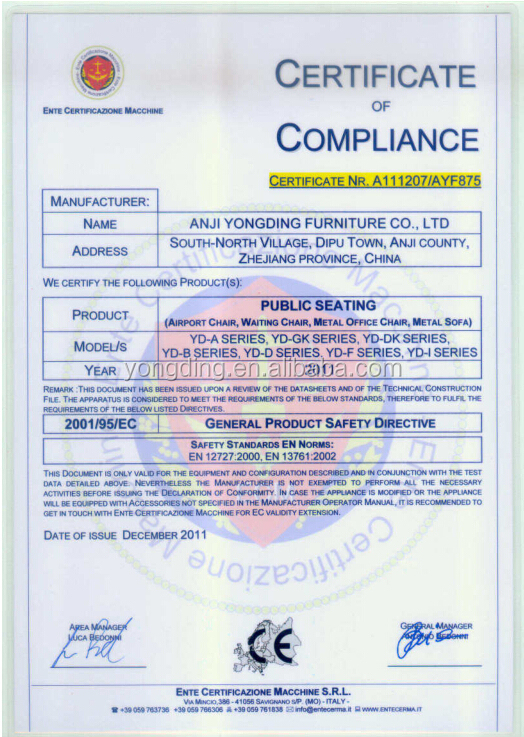 ENTE CERTIFICAZIONE MACCHINE
CERTIFICATE
OF
COMPLIANCE
CERTIFICATE NR. A111207/AYF875
MANUFACTURER:
NAME ANJI YONGDING FURNITURE CO., LTD
ADDRESS SOUTH-NORTH VILLAGE, DIPU TOWN, ANJI COUNTY,
ZHEJIANG PROVINCE, CHINA
WE CERTIFY THE FOLLOWING PRODUCT(S):
PRODUCT PUBLIC SEATING
(AIRPORT CHAIR, WAITING CHAIR, METAL OFFICE CHAIR, METAL SOFA)
MODEL/S YD-A SERIES, YD-GK SERIES, YD-DK SERIES,
YD-B SERIES, YD-D SERIES, YD-F SERIES, YD-I SERIES
YEAR 2011
yongding.en.alibaba.com
REMARK :THIS DOCUMENT HAS BEEN ISSUED UPON A REVIEW OF THE DATASHEETS AND OF THE TECHNICAL CONSTRUCTION
FILE. THE APPARATUS IS CONSIDERED TO MEET THE REQUIREMENTS OF THE BELOW STANDARDS, THEREFORE TO FULFIL THE
REQUIREMENTS OF THE BELOW LISTED DIRECTIVES.
2001/95/EC GENERAL PRODUCT SAFETY DIRECTIVE
SAFETY STANDARDS EN NORMS:
EN 12727:2000, EN 13761:2002
THIS DOCUMENT IS ONLY VALID FOR THE EQUIPMENT AND CONFIGURATION DESCRIBED AND IN CONJUNCTION WITH THE TEST
DATA DETAILED ABOVE. NEVERTHELESS THE MANUFACTURER IS NOT EXEMPTED TO PERFORM ALL THE NECESSARY
ACTIVITIES BEFORE ISSUING THE DECLARATION OF CONFORMITY. IN CASE THE APPLIANCE IS MODIFIED OR THE APPLIANCE
WILL BE EQUIPPED WITH ACCESSORIES NOT SPECIFIED IN THE MANUFACTURER OPERATOR MANUAL, IT IS RECOMMENDED TO
GET IN TOUCH WITH ENTE CERTIFICAZIONE MACCHINE FOR EC VALIDITY EXTENSION.
DATE OF ISSUE DECEMBER 2011
AREA MANAGER
LUCA BEDONNI
GENERAL MANAGER
BEDONNI
CE
ENTE CERTIFICAZIONE MACCHINE S.R.L.
VIA MINCIO,386 - 41056 SAVIGNANO S/P. (MO) - ITALY -
+39 059 763736 +39 059 766306 +39 059 761838 info@entecerma.it WWW.ENTECERMA.IT